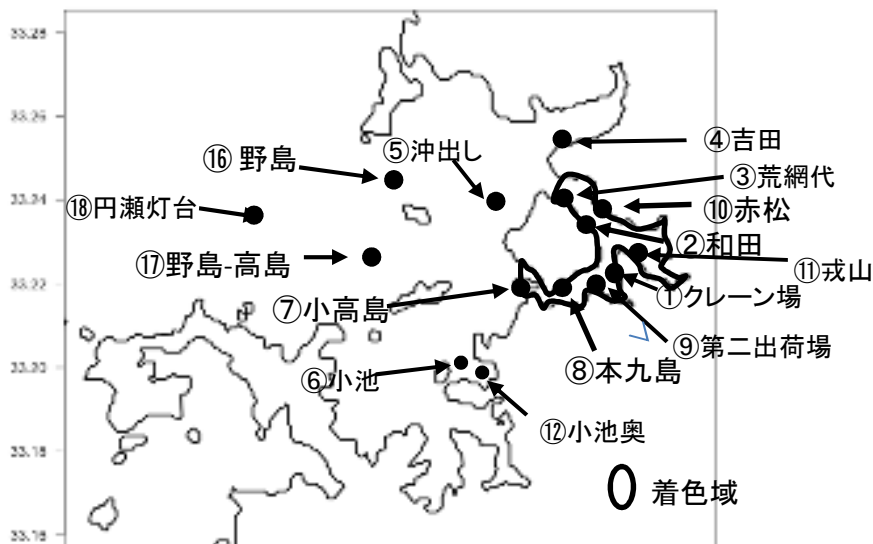 33.28
33.26
④吉田
⑤沖出し
⑯ 野島
③荒網代
33.24
⑱円瀬灯台
⑩赤松
②和田
⑰野島-高島
⑪戎山
33.22
⑦小高島
①クレーン場
⑨第二出荷場
33.20
⑥小池
⑧本九島
⑫小池奥
33.18
着色域
33.16